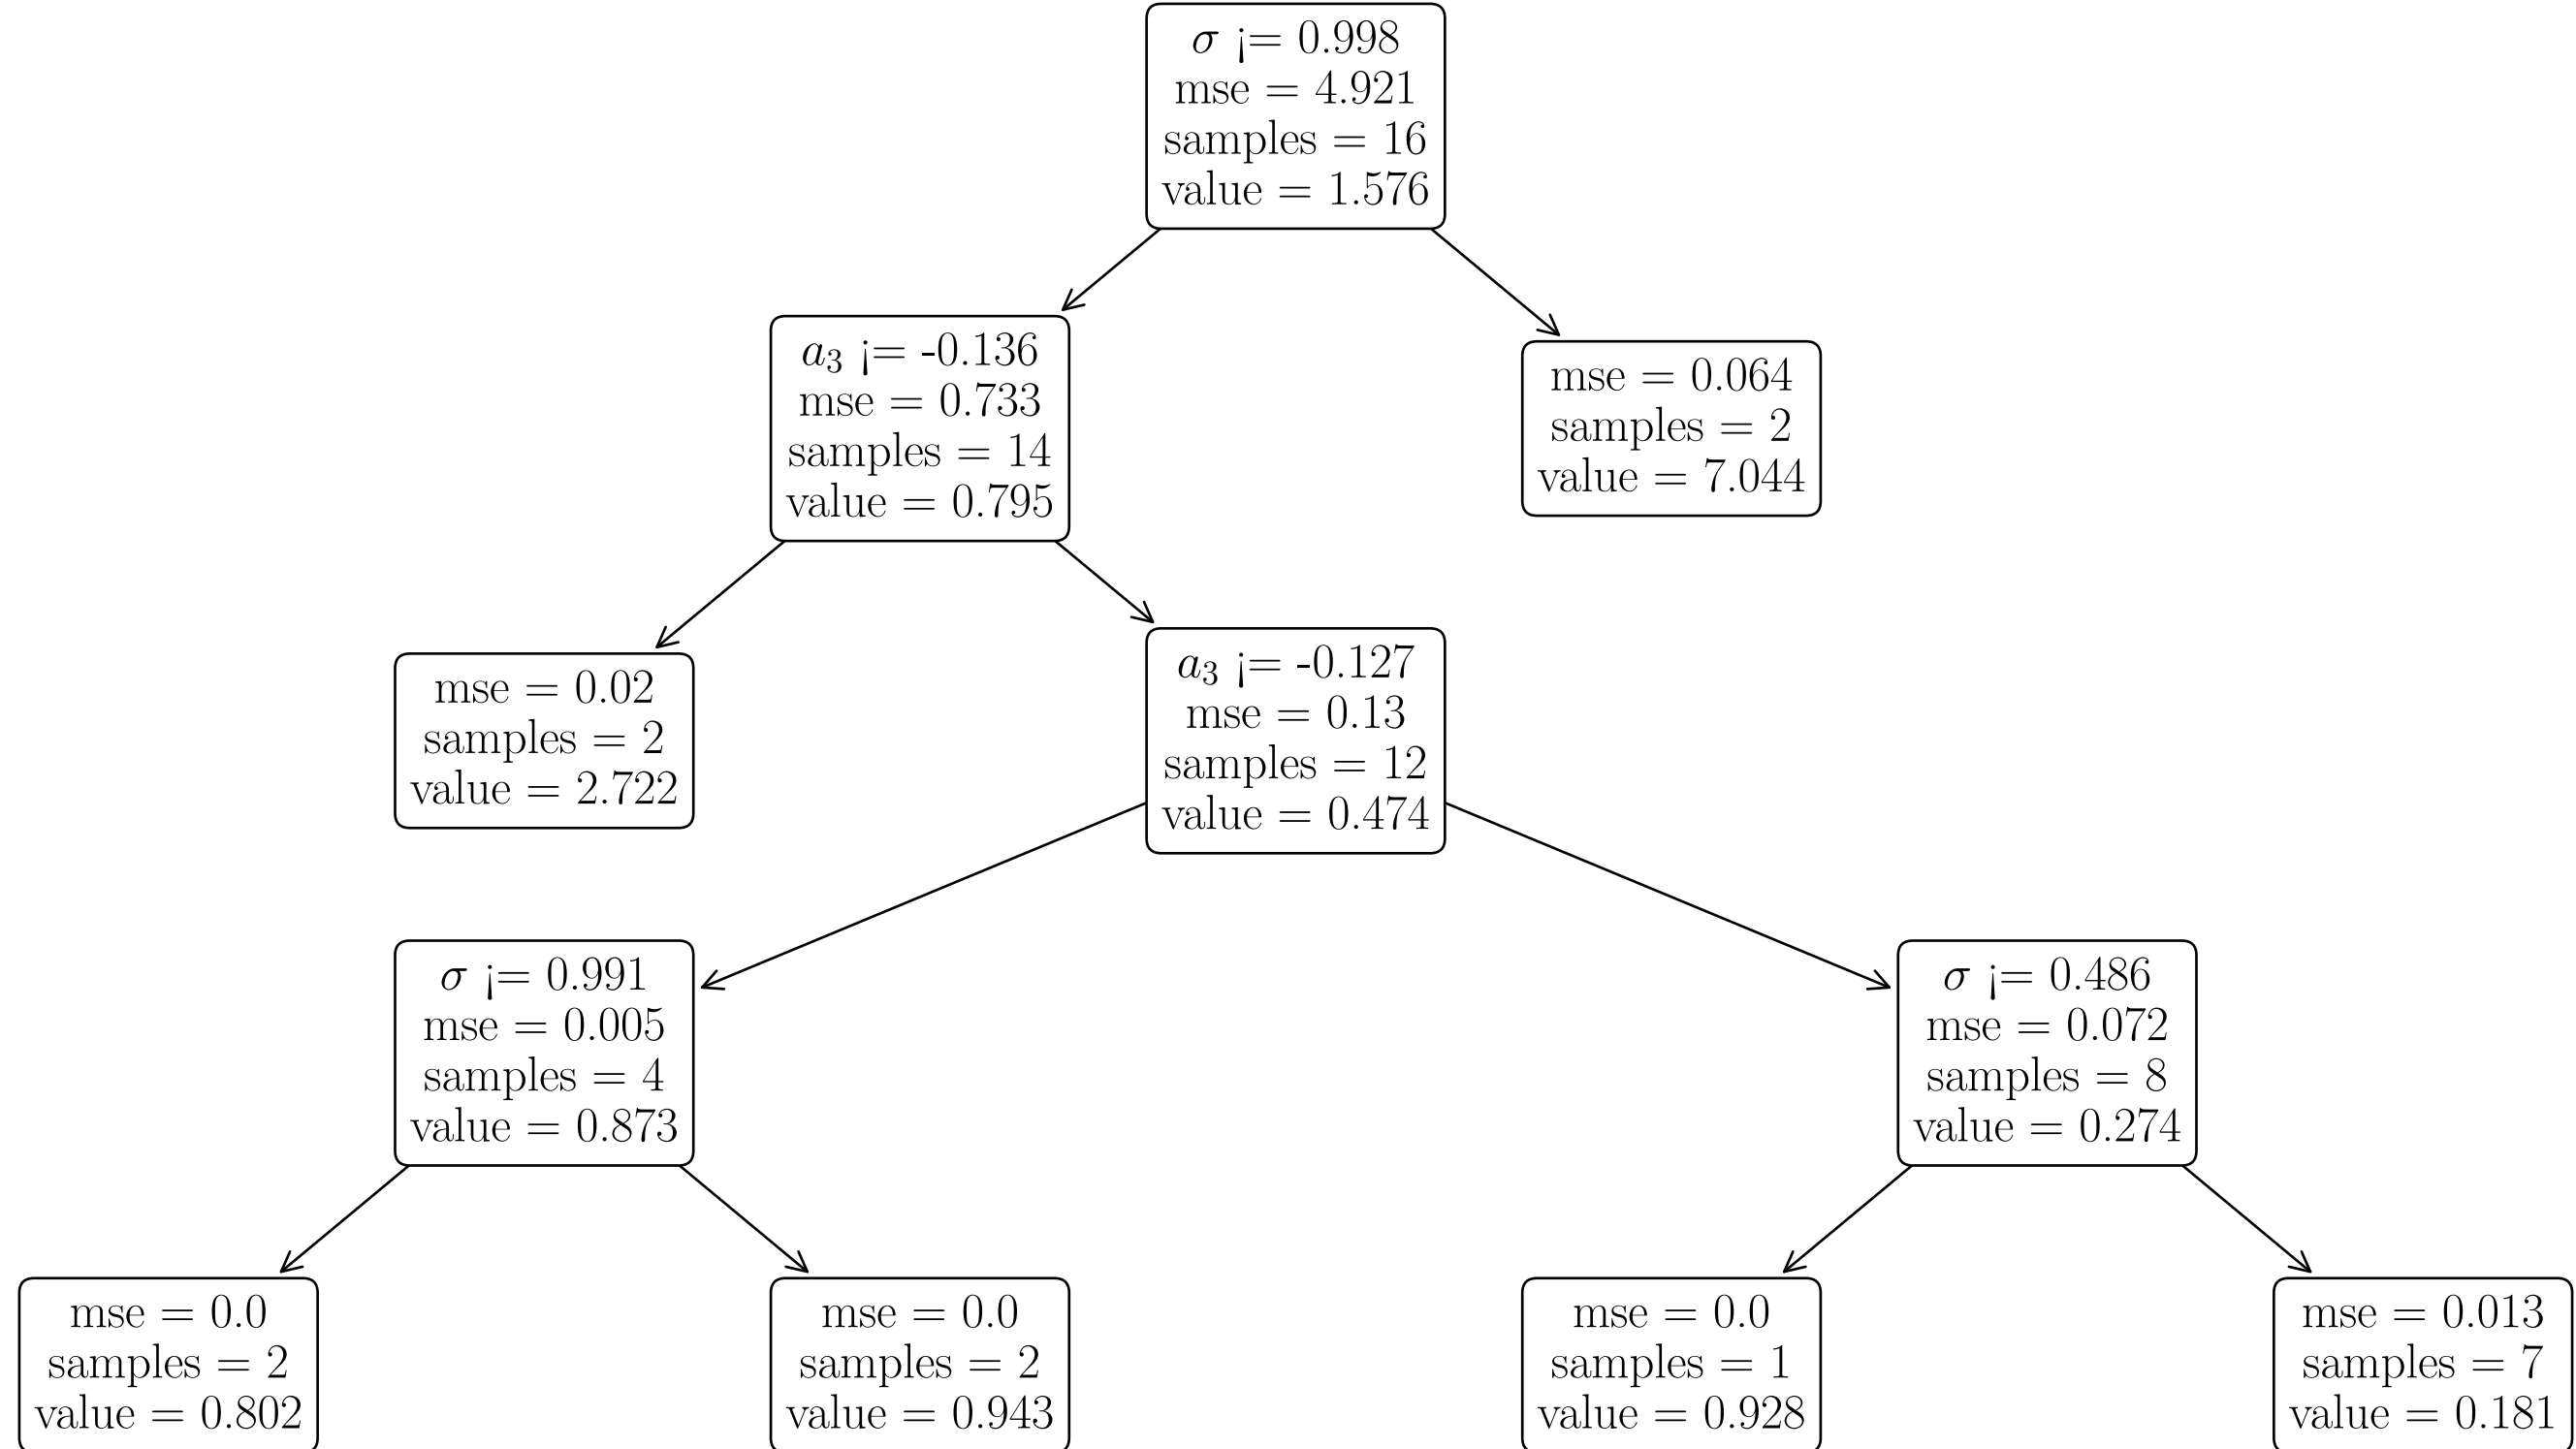 σ ¡= 0.998
mse = 4.921
samples = 16
value = 1.576
a₃ ¡= -0.136
mse = 0.733
samples = 14
value = 0.795
mse = 0.064
samples = 2
value = 7.044
mse = 0.02
samples = 2
value = 2.722
a₃ ¡= -0.127
mse = 0.13
samples = 12
value = 0.474
σ ¡= 0.991
mse = 0.005
samples = 4
value = 0.873
σ ¡= 0.486
mse = 0.072
samples = 8
value = 0.274
mse = 0.0
samples = 2
value = 0.802
mse = 0.0
samples = 2
value = 0.943
mse = 0.0
samples = 1
value = 0.928
mse = 0.013
samples = 7
value = 0.181